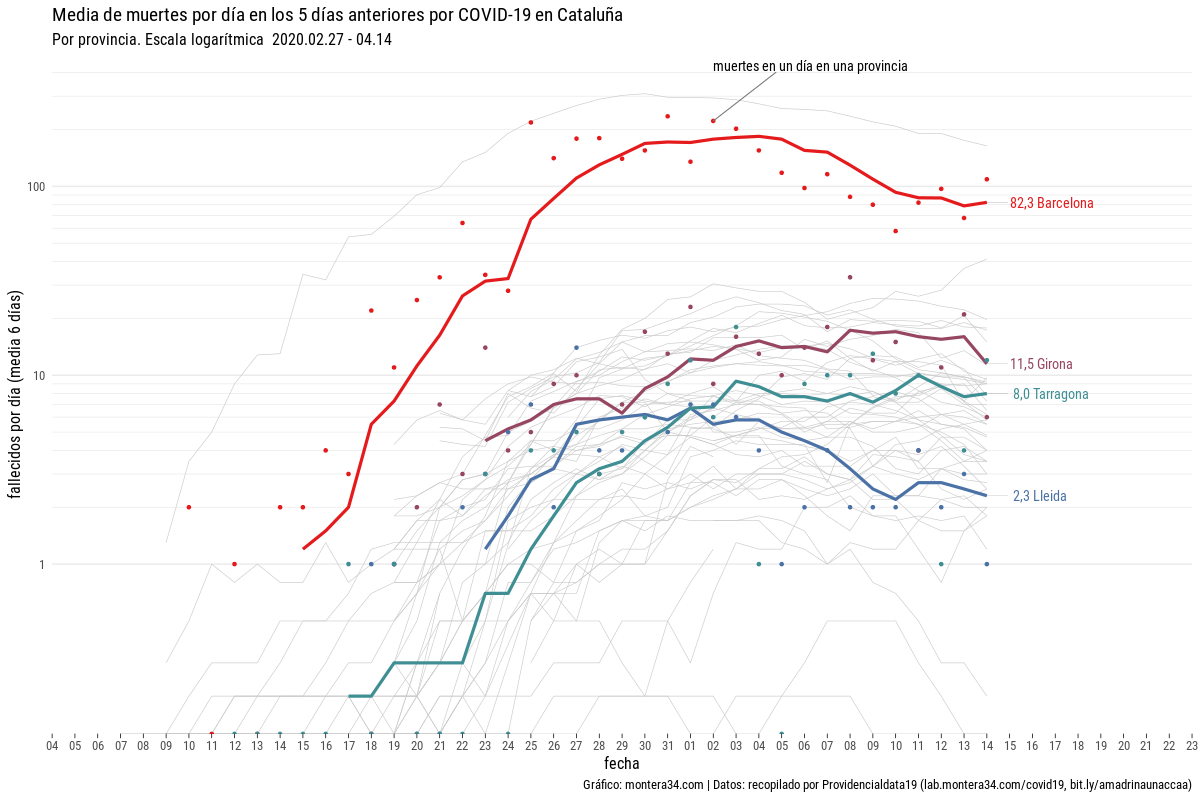 Media de muertes por día en los 5 días anteriores por COVID-19 en Cataluña
Por provincia. Escala logarítmica  2020.02.27 - 04.14
muertes en un día en una provincia
100
82,3 Barcelona
fallecidos por día (media 6 días)
10
11,5 Girona
8,0 Tarragona
2,3 Lleida
1
04 05 06 07 08 09 10 11 12 13 14 15 16 17 18 19 20 21 22 23 24 25 26 27 28 29 30 31 01 02 03 04 05 06 07 08 09 10 11 12 13 14 15 16 17 18 19 20 21 22 23
fecha
Gráfico: montera34.com | Datos: recopilado por Providencialdata19 (lab.montera34.com/covid19, bit.ly/amadrinaunaccaa)